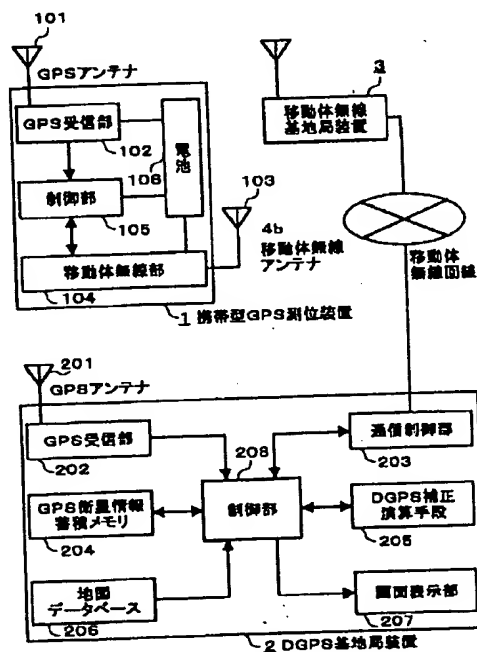 101
GPSアンテナ
GPS受信部
102
106
電池
制御部
105
103
移動体無線部
104
4b
移動体無線
アンテナ
1 携帯型GPS測位装置
3
移動体無線
基地局装置
移動体
無線回線
201
GPSアンテナ
GPS受信部
202
208
制御部
通信制御部
203
GPS衛星情報
蓄積メモリ
204
DGPS補正
演算手段
205
地図
データベース
206
画面表示部
207
2 DGPS基地局装置